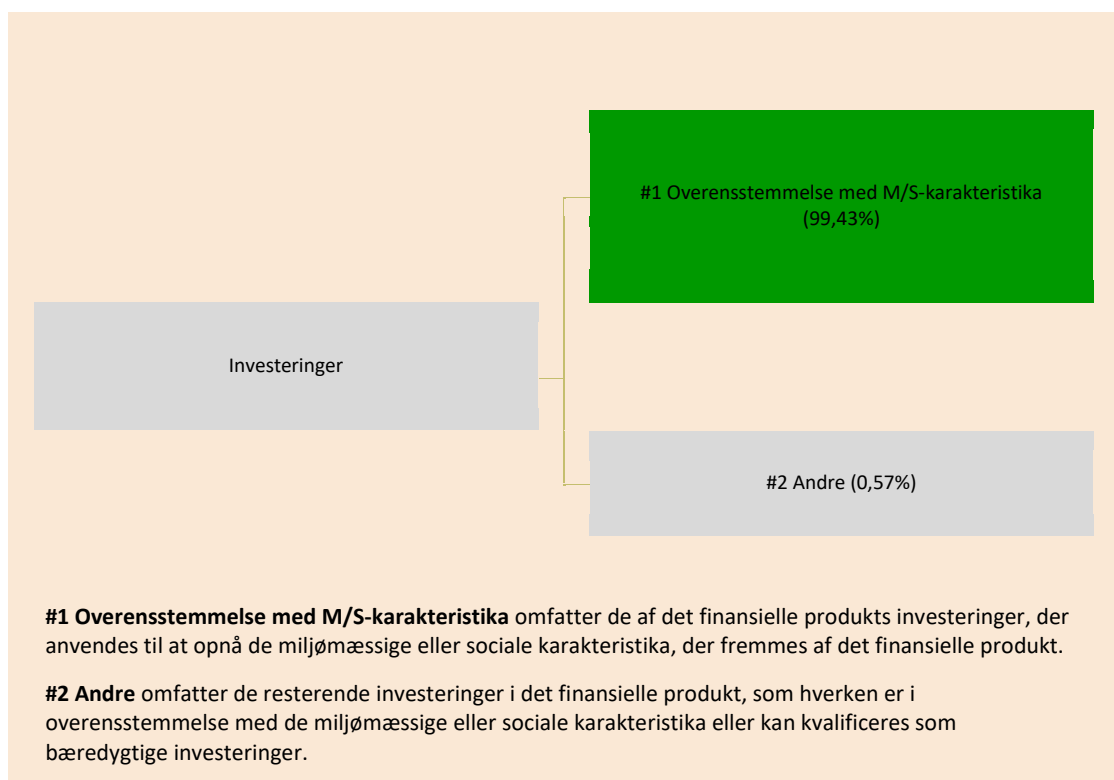 #1 Overensstemmelse med M/S-karakteristika
(99,43%)
Investeringer
#2 Andre (0,57%)
#1 Overensstemmelse med M/S-karakteristika omfatter de af det finansielle produkts investeringer, der
anvendes til at opnå de miljømæssige eller sociale karakteristika, der fremmes af det finansielle produkt.
#2 Andre omfatter de resterende investeringer i det finansielle produkt, som hverken er i
overensstemmelse med de miljømæssige eller sociale karakteristika eller kan kvalificeres som
bæredygtige investeringer.